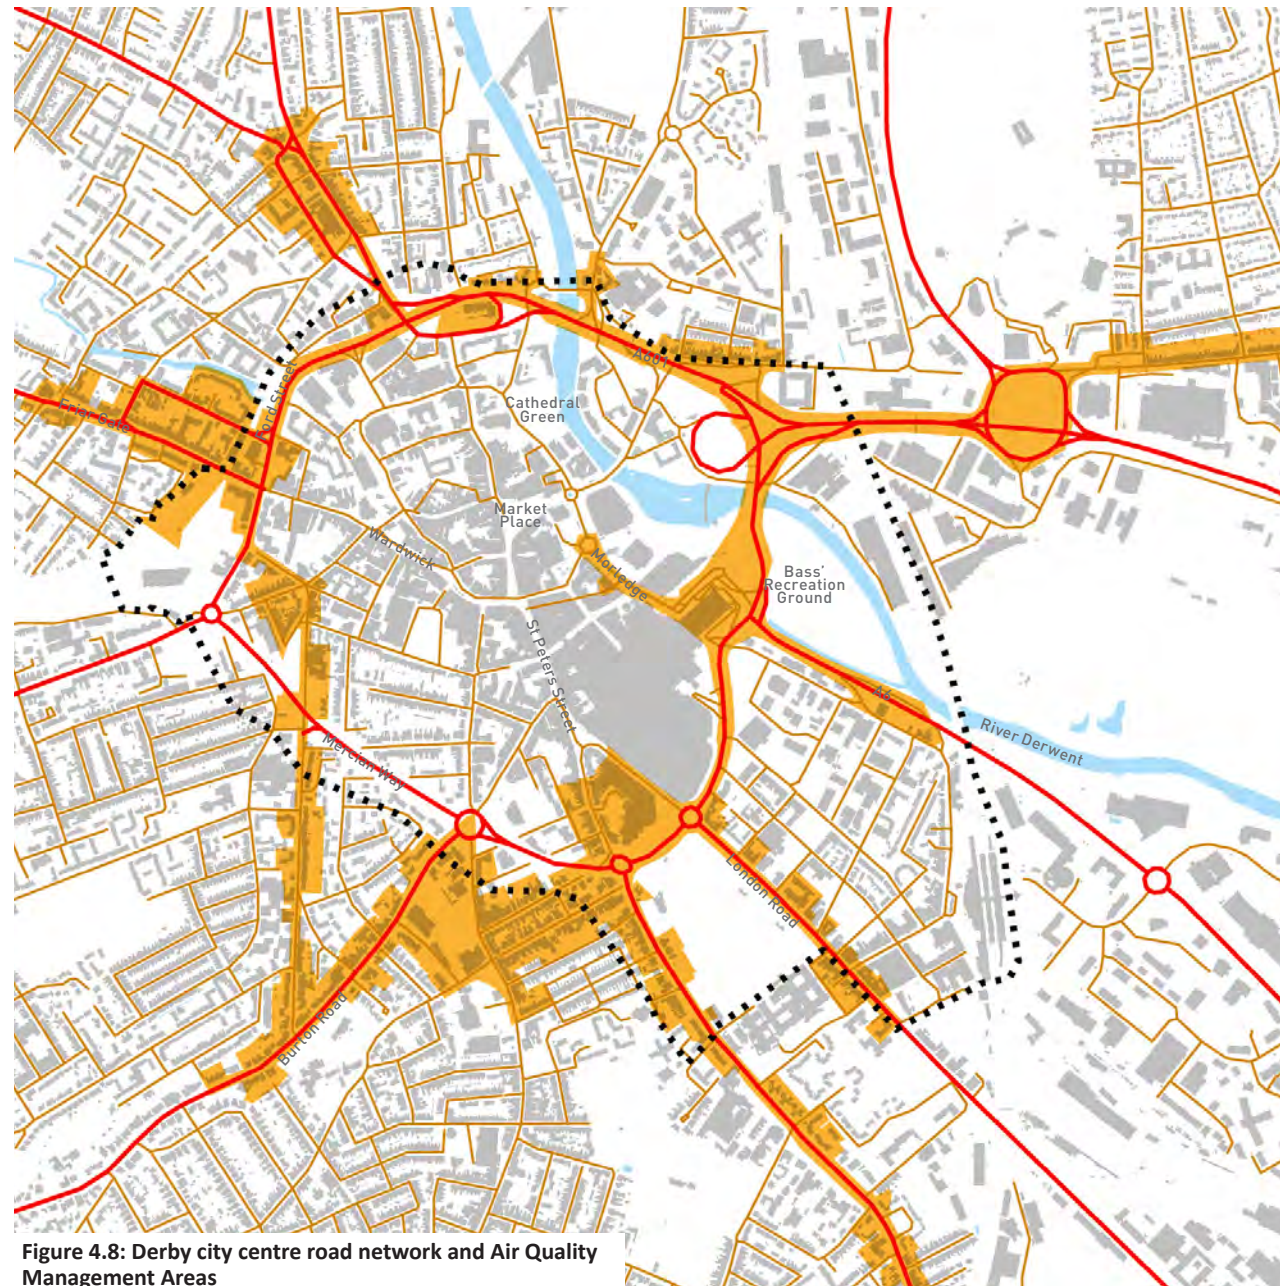 A601
Ford Street
Friar Gate
Cathedral
Green
Market
Place
Wardwick
Morledge
Bass'
Recreation
Ground
St Peters Street
A6
River Derwent
Mercian Way
London Road
Burton Road
Figure 4.8: Derby city centre road network and Air Quality
Management Areas